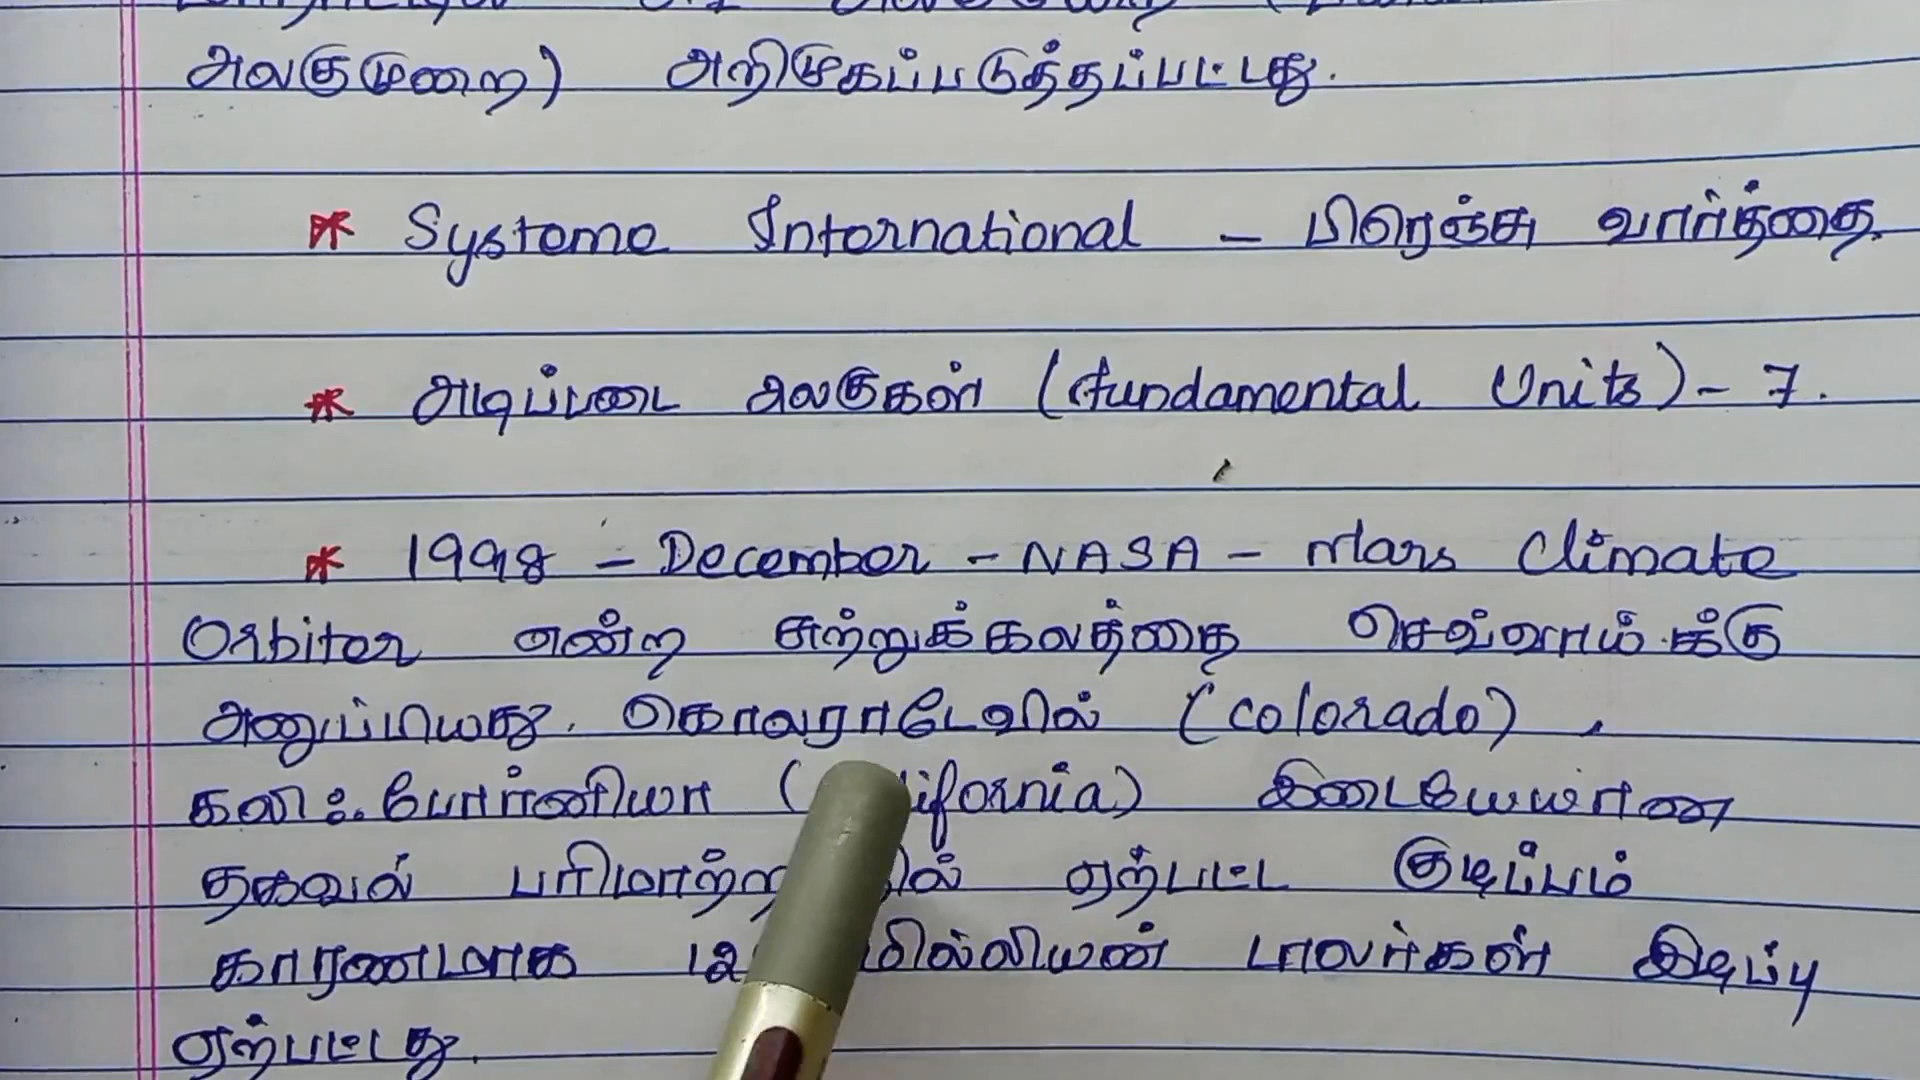 அலகுமுறை) அறிமுகப்படுத்தப்பட்டது.
* Systeme International - பிரெஞ்சு வார்த்தை.
* அடிப்படை அலகுகள் (fundamental Units) - 7.
* 1998 - December - NASA - Mars Climate
Orbiter என்ற சுற்றுக்கலத்தை செவ்வாய்க்கு
அனுப்பியது. கொலராடோவில் (Colorado),
கலிஃபோர்னியா ( lifornia) இடையேயான
தகவல் பரிமாற்ற ில் ஏற்பட்ட குழப்பம்
காரணமாக 12 மில்லியன் டாலர்கள் இழப்பு
ஏற்பட்டது.